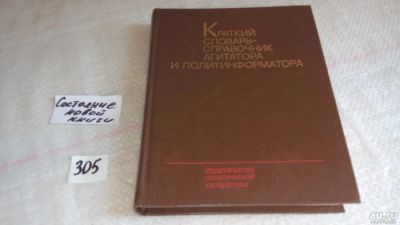 КРАТКИЙ
СЛОВАРЬ-
СПРАВОЧНИК
АГИТАТОРА
И ПОЛИТИНФОРМАТОРА
Издательство
политической
литературы
Состояние
новой
книги
305
au.ru